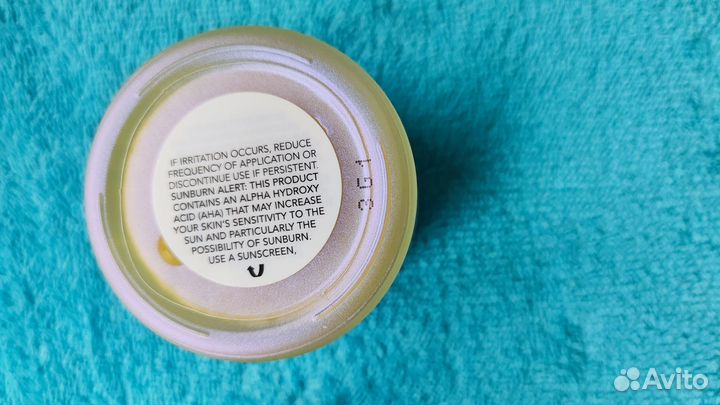 IF IRRITATION OCCURS, REDUCE
FREQUENCY OF APPLICATION OR
DISCONTINUE USE IF PERSISTENT.
SUNBURN ALERT: THIS PRODUCT
CONTAINS AN ALPHA HYDROXY
ACID (AHA) THAT MAY INCREASE
YOUR SKIN'S SENSITIVITY TO THE
SUN AND PARTICULARLY THE
POSSIBILITY OF SUNBURN.
USE A SUNSCREEN,
3G1
Avito